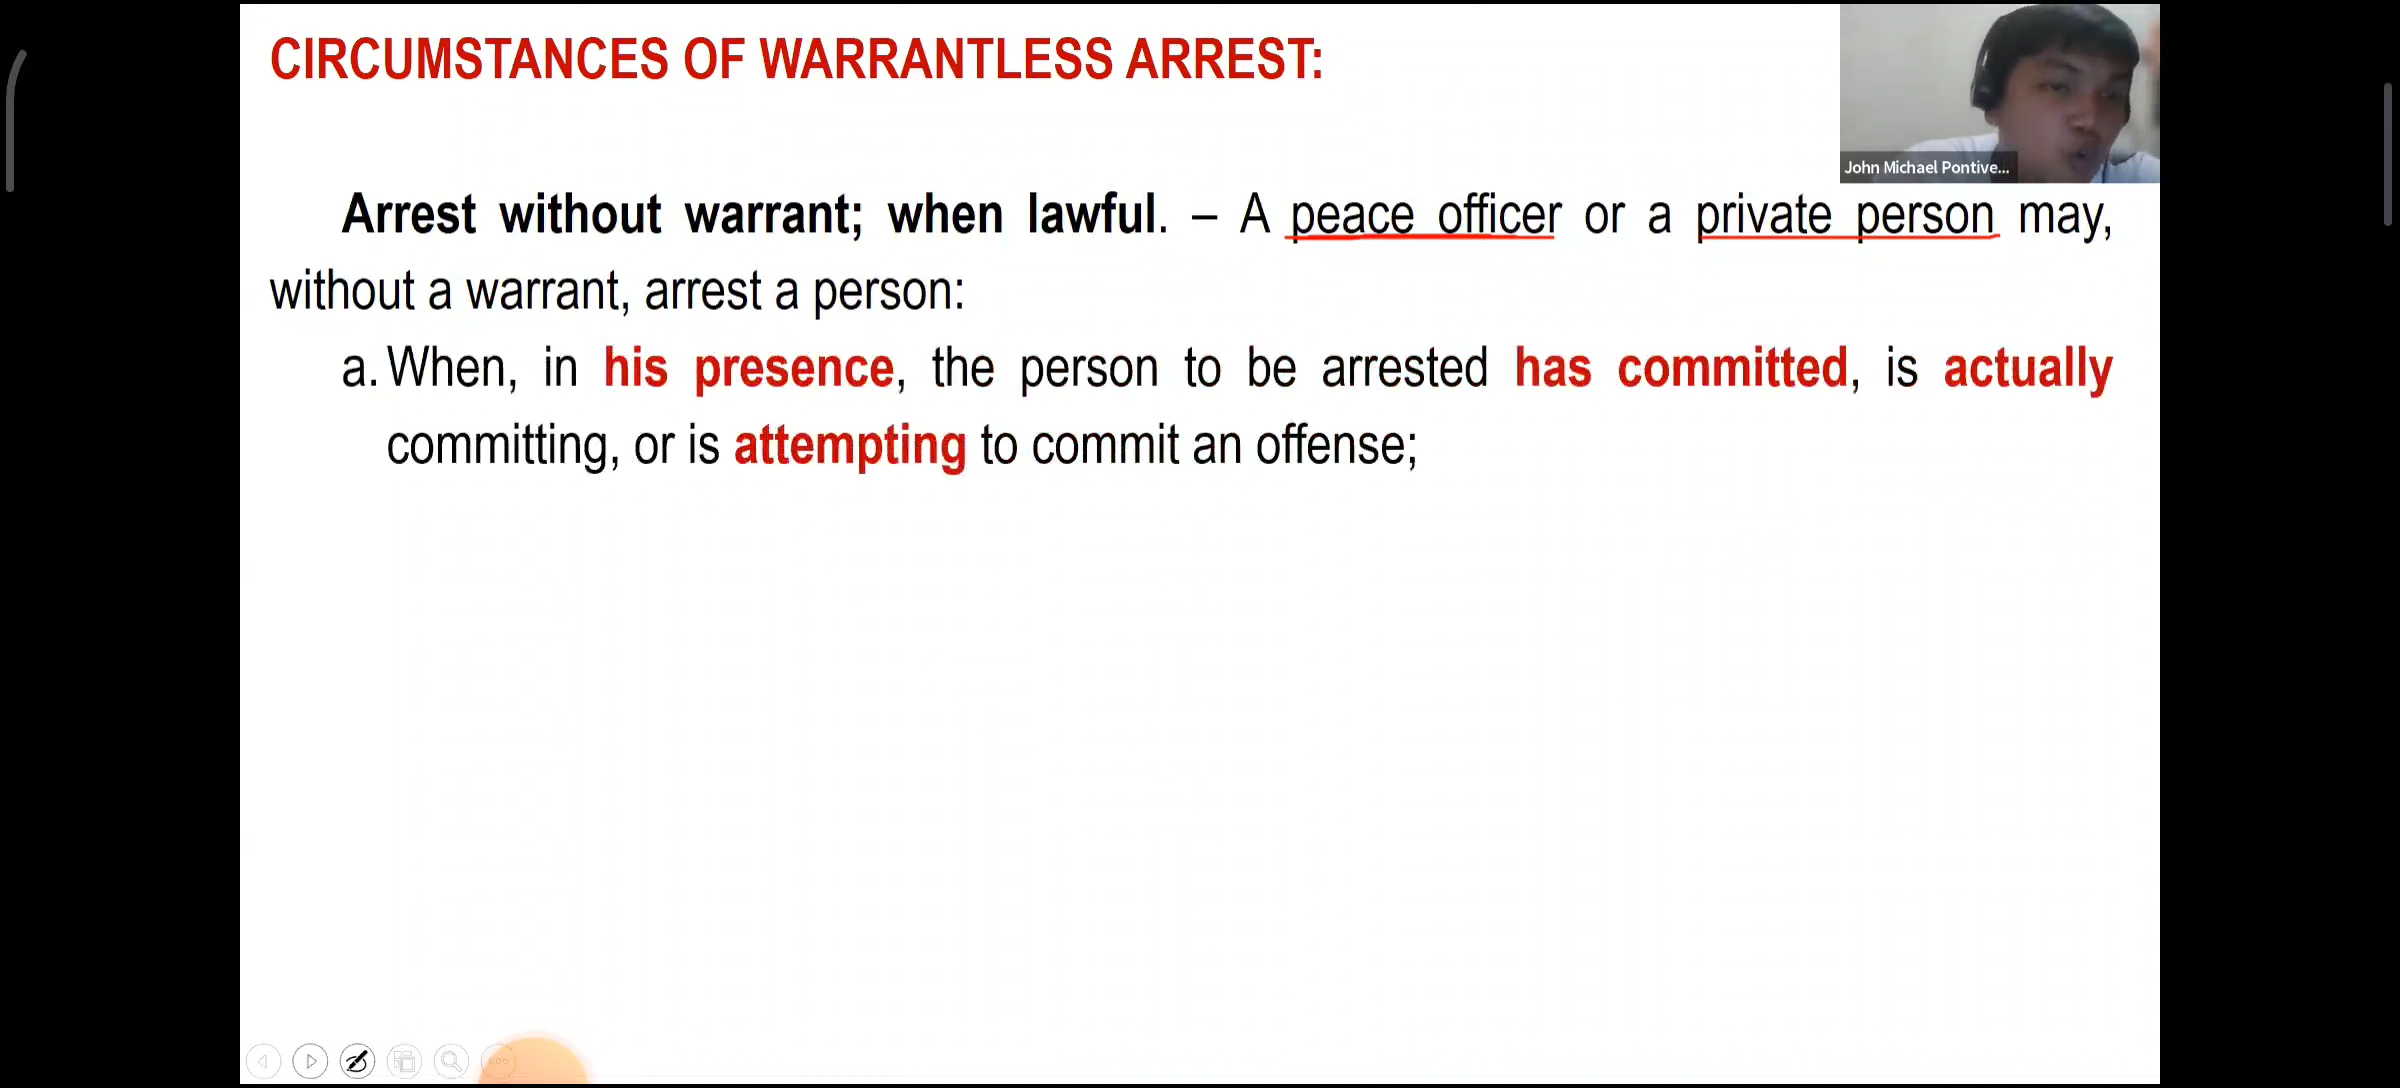 CIRCUMSTANCES OF WARRANTLESS ARREST:
John Michael Pontive...
Arrest without warrant; when lawful. – A peace officer or a private person may,
without a warrant, arrest a person:
a. When, in his presence, the person to be arrested has committed, is actually
committing, or is attempting to commit an offense;